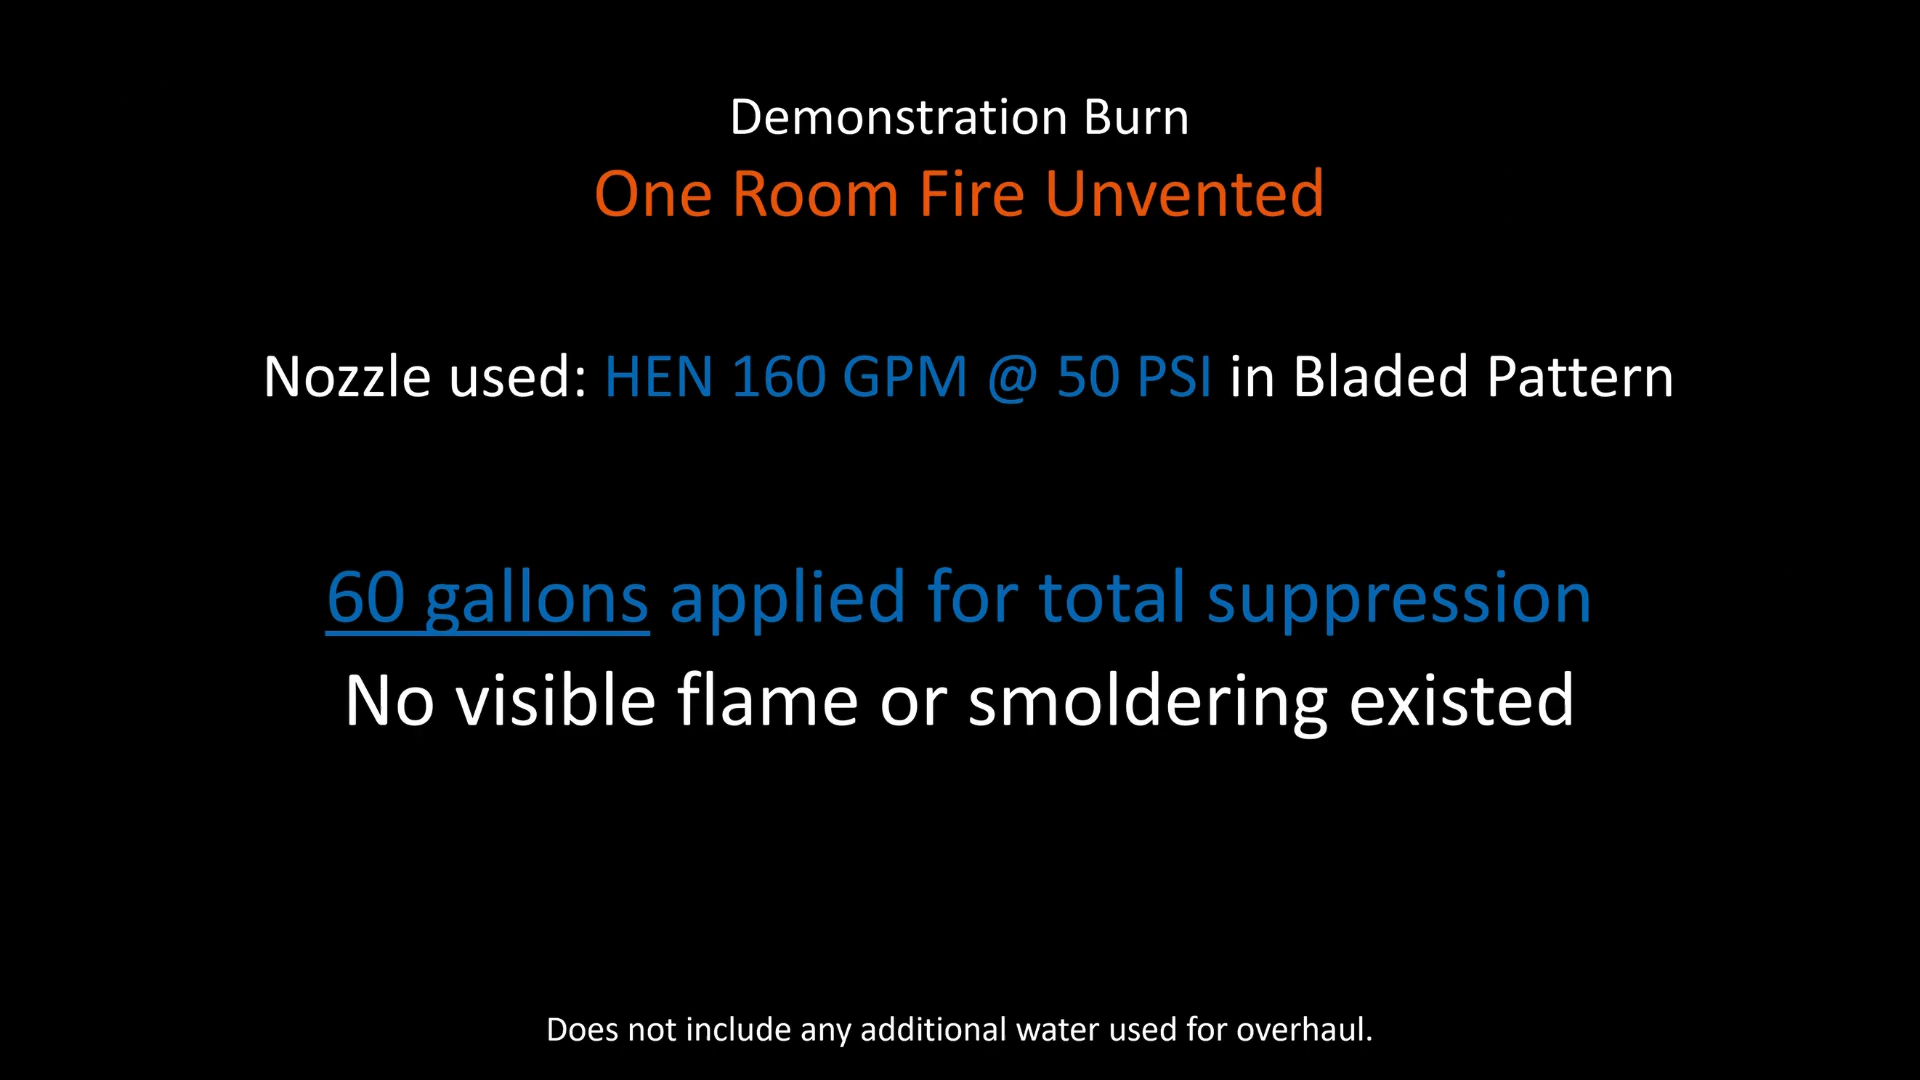 Demonstration Burn
One Room Fire Unvented
Nozzle used: HEN 160 GPM @ 50 PSI in Bladed Pattern
60 gallons applied for total suppression
No visible flame or smoldering existed
Does not include any additional water used for overhaul.